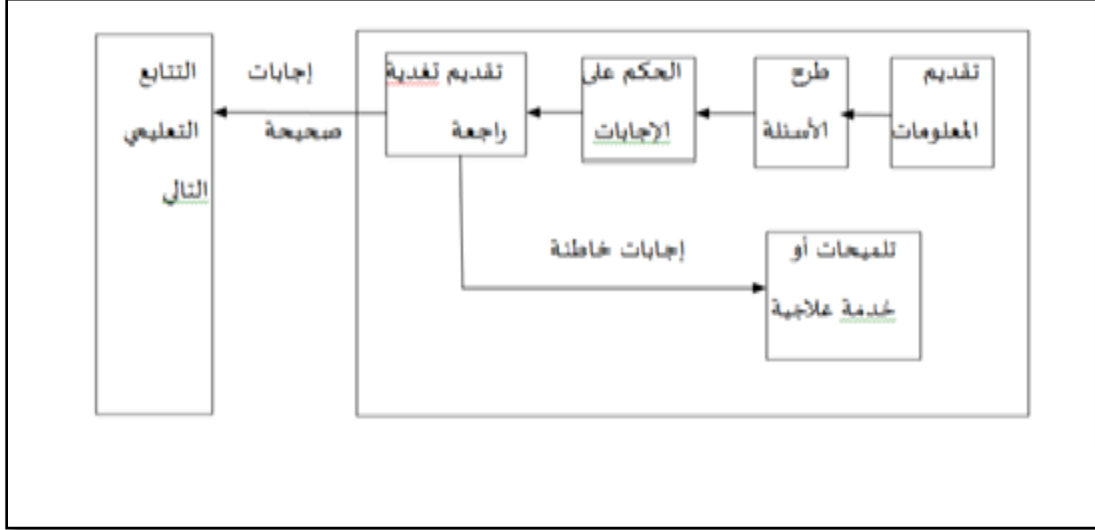 تقديم
المعلومات
طرح
الأسئلة
الحكم على
الإجابات
تقديم تغدية
راجعة
إجابات
صحيحة
التتابع
التعليمي
التالي
إجابات خاطئة
تلميحات أو
خدمة علاجية